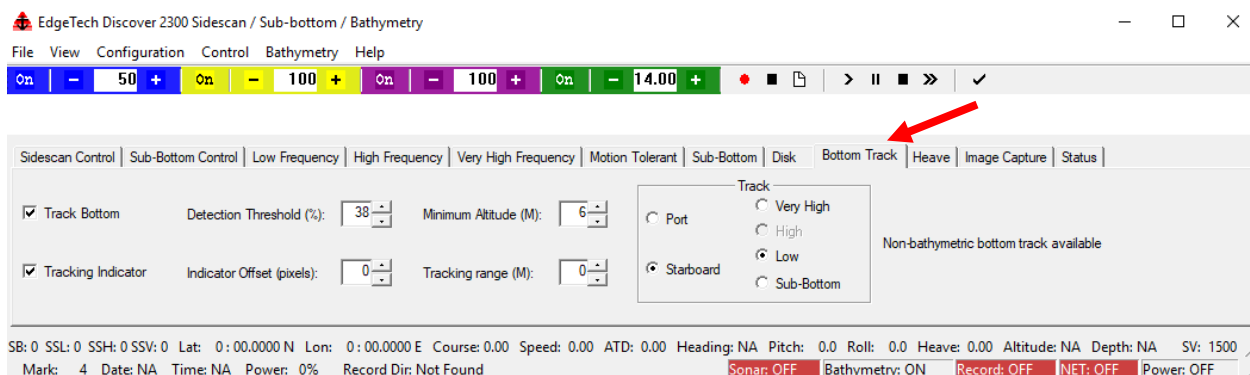 EdgeTech Discover 2300 Sidescan / Sub-bottom / Bathymetry
File View Configuration Control Bathymetry Help
On − 50 + On − 100 + On − 100 + On − 14.00 +
Sidescan Control Sub-Bottom Control Low Frequency High Frequency Very High Frequency Motion Tolerant Sub-Bottom Disk Bottom Track Heave Image Capture Status
Track
Track Bottom Detection Threshold (%): 38 Minimum Altitude (M): 6 Port Very High
High
Non-bathymetric bottom track available
Low
Tracking Indicator Indicator Offset (pixels): 0 Tracking range (M): 0 Starboard
Sub-Bottom
SB: 0 SSL: 0 SSH: 0 SSV: 0 Lat: 0 : 00.0000 N Lon: 0 : 00.0000 E Course: 0.00 Speed: 0.00 ATD: 0.00 Heading: NA Pitch: 0.0 Roll: 0.0 Heave: 0.00 Altitude: NA Depth: NA SV: 1500
Mark: 4 Date: NA Time: NA Power: 0% Record Dir: Not Found Sonar: OFF Bathymetry: ON Record: OFF NET: OFF Power: OFF